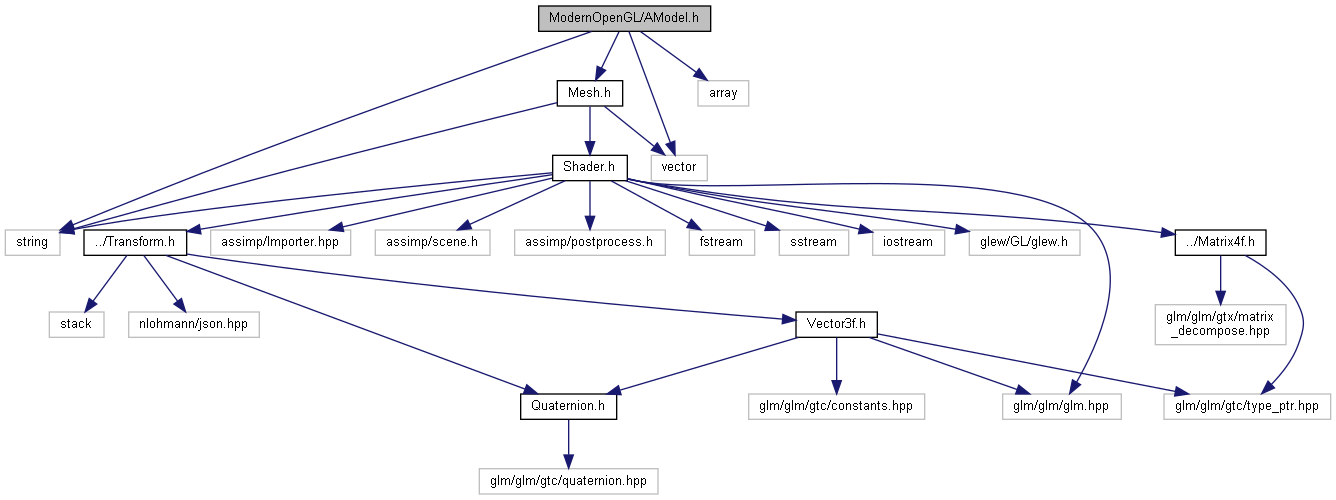 ModernOpenGL/AModel.h
Mesh.h
array
Shader.h
vector
string
../Transform.h
assimp/Importer.hpp
assimp/scene.h
assimp/postprocess.h
fstream
sstream
iostream
glew/GL/glew.h
../Matrix4f.h
stack
nlohmann/json.hpp
Vector3f.h
glm/glm/gtx/matrix
_decompose.hpp
Quaternion.h
glm/glm/gtc/constants.hpp
glm/glm/glm.hpp
glm/glm/gtc/type_ptr.hpp
glm/glm/gtc/quaternion.hpp